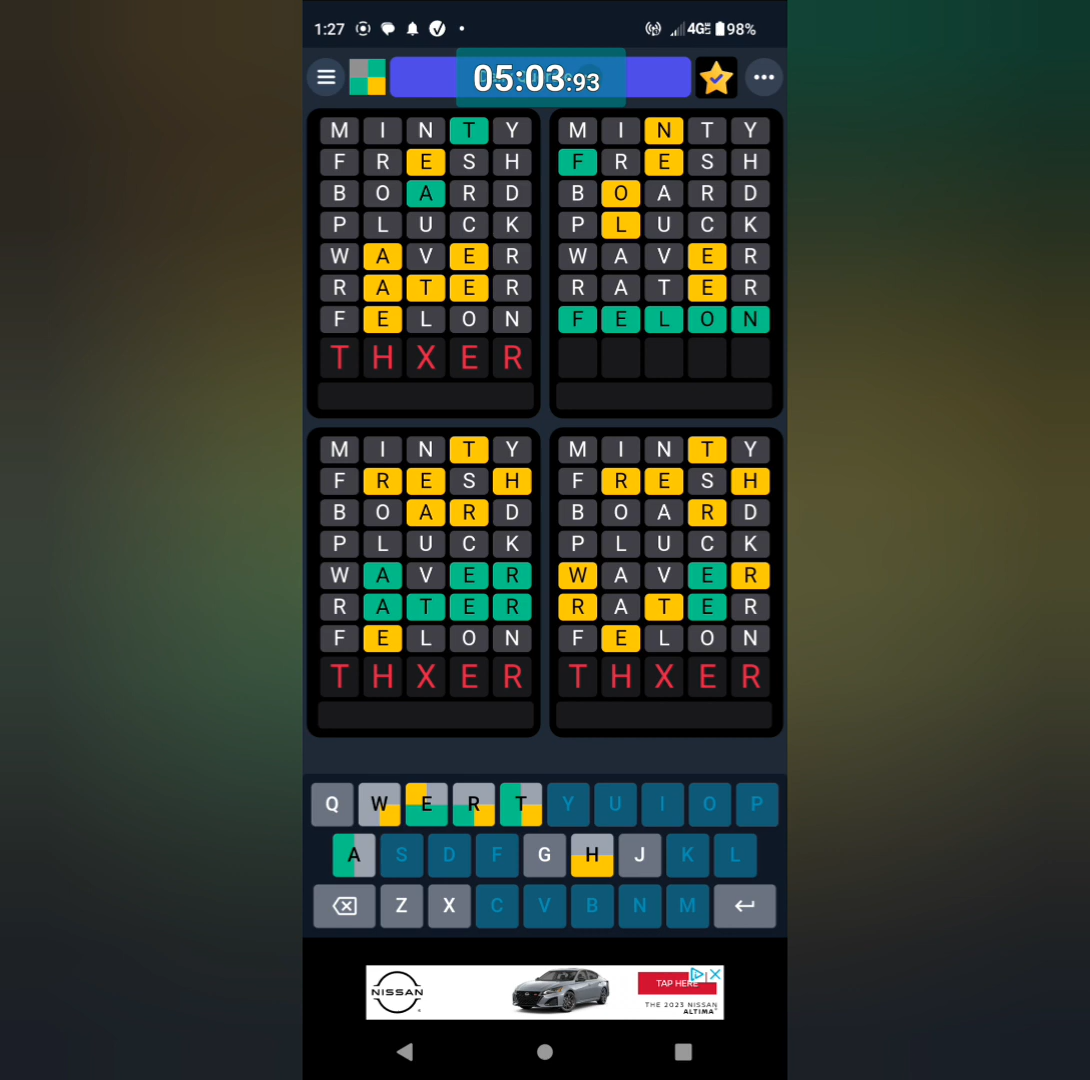 1:27 4G 98%
05:03:93
M I N T Y
F R E S H
B O A R D
P L U C K
W A V E R
R A T E R
F E L O N
T H X E R
M I N T Y
F R E S H
B O A R D
P L U C K
W A V E R
R A T E R
F E L O N
M I N T Y
F R E S H
B O A R D
P L U C K
W A V E R
R A T E R
F E L O N
T H X E R
M I N T Y
F R E S H
B O A R D
P L U C K
W A V E R
R A T E R
F E L O N
T H X E R
Q W E R T Y U I O P
A S D F G H J K L
Z X C V B N M
NISSAN
TAP HERE
THE 2023 NISSAN
ALTIMA